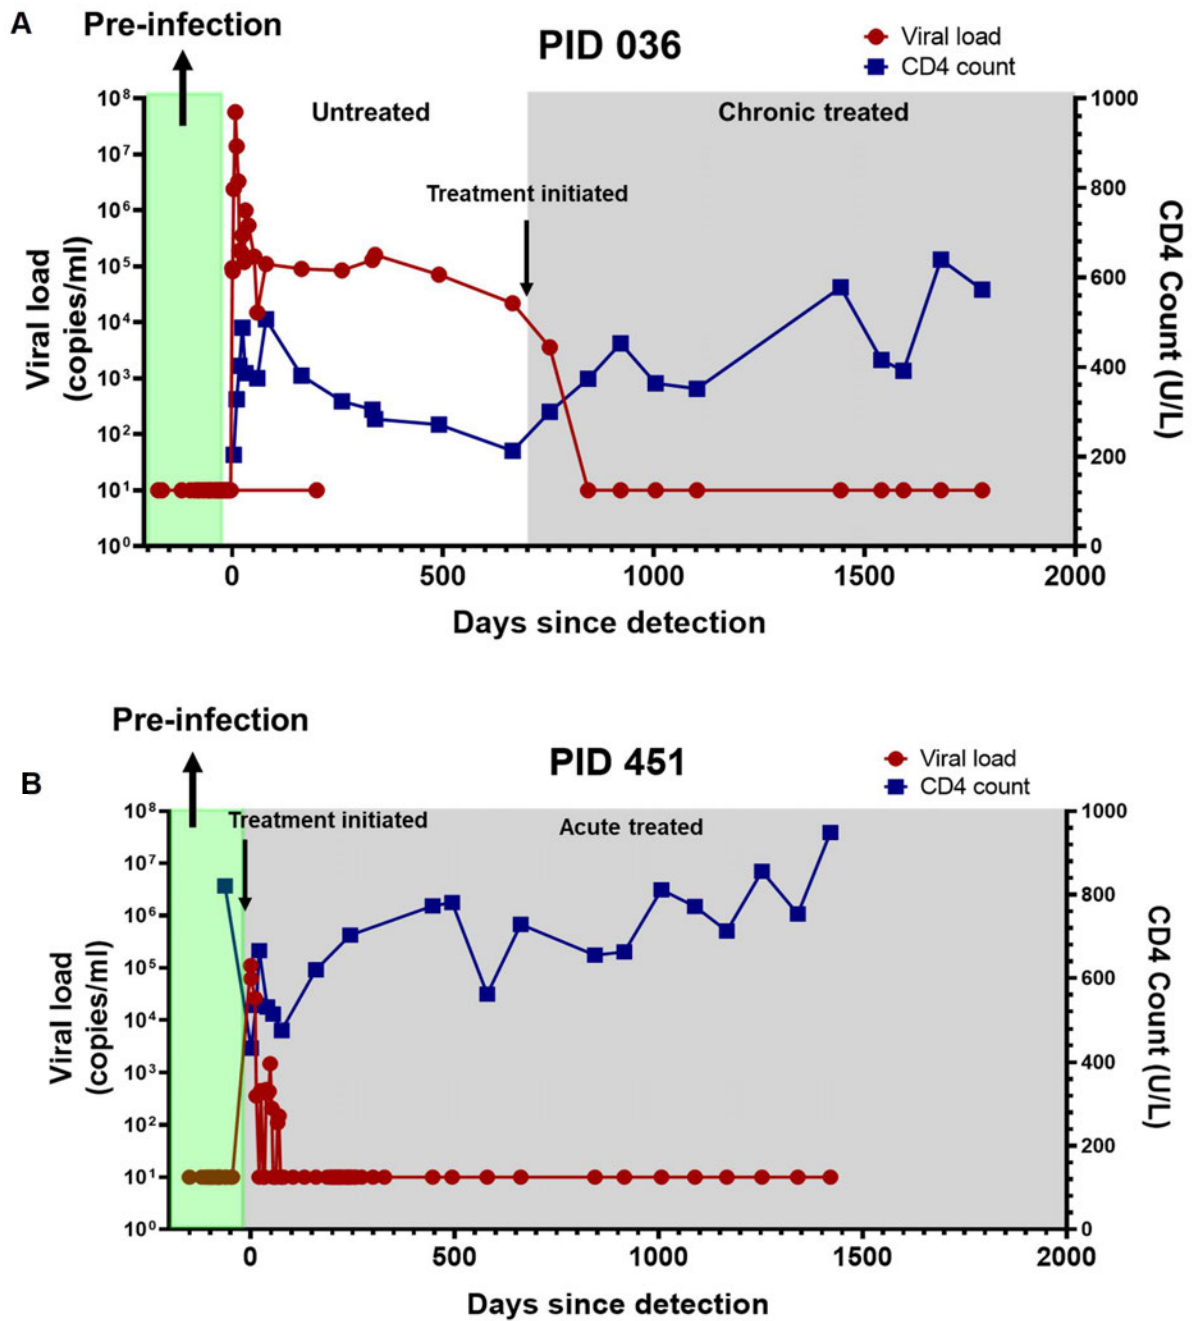 A
Pre-infection
PID 036
Viral load
CD4 count
Untreated
Chronic treated
Treatment initiated
10⁸
10⁷
10⁶
10⁵
10⁴
10³
10²
10¹
10⁰
Viral load
(copies/ml)
1000
800
600
400
200
0
CD4 Count (U/L)
0 500 1000 1500 2000
Days since detection
Pre-infection
B
PID 451
Viral load
CD4 count
Treatment initiated
Acute treated
10⁸
10⁷
10⁶
10⁵
10⁴
10³
10²
10¹
10⁰
Viral load
(copies/ml)
1000
800
600
400
200
0
CD4 Count (U/L)
0 500 1000 1500 2000
Days since detection